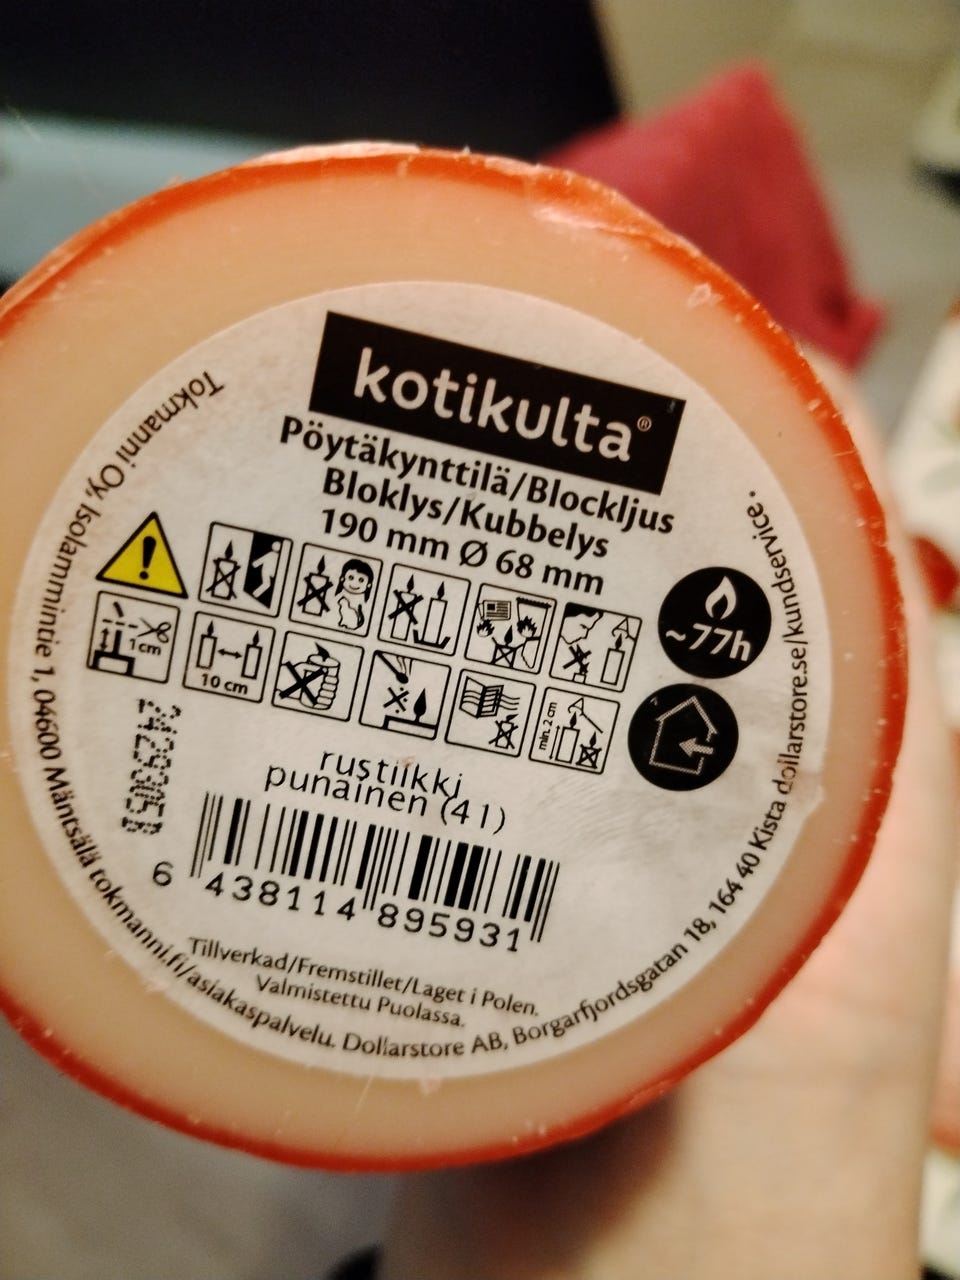 kotikulta®
Pöytäkynttilä/Blockljus
Bloklys/Kubbelys
190 mm Ø 68 mm
~77h
1cm
10 cm
min. 2 m
rustiikki
punainen (41)
6 438114 895931
Tillverkad/Fremstillet/Laget i Polen.
Valmistettu Puolassa.
Tokmanni Oy, Isolammintie 1, 04600 Mäntsälä tokmanni.fi/asiakaspalvelu. Dollarstore AB, Borgarfjordsgatan 18, 164 40 Kista dollarstore.se/kundservice.